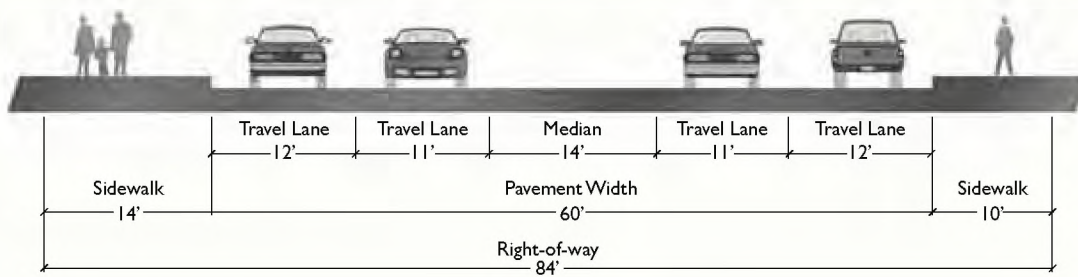 Travel Lane Travel Lane Median Travel Lane Travel Lane
12' 11' 14' 11' 12'
Sidewalk Pavement Width Sidewalk
14' 60' 10'
Right-of-way
84'